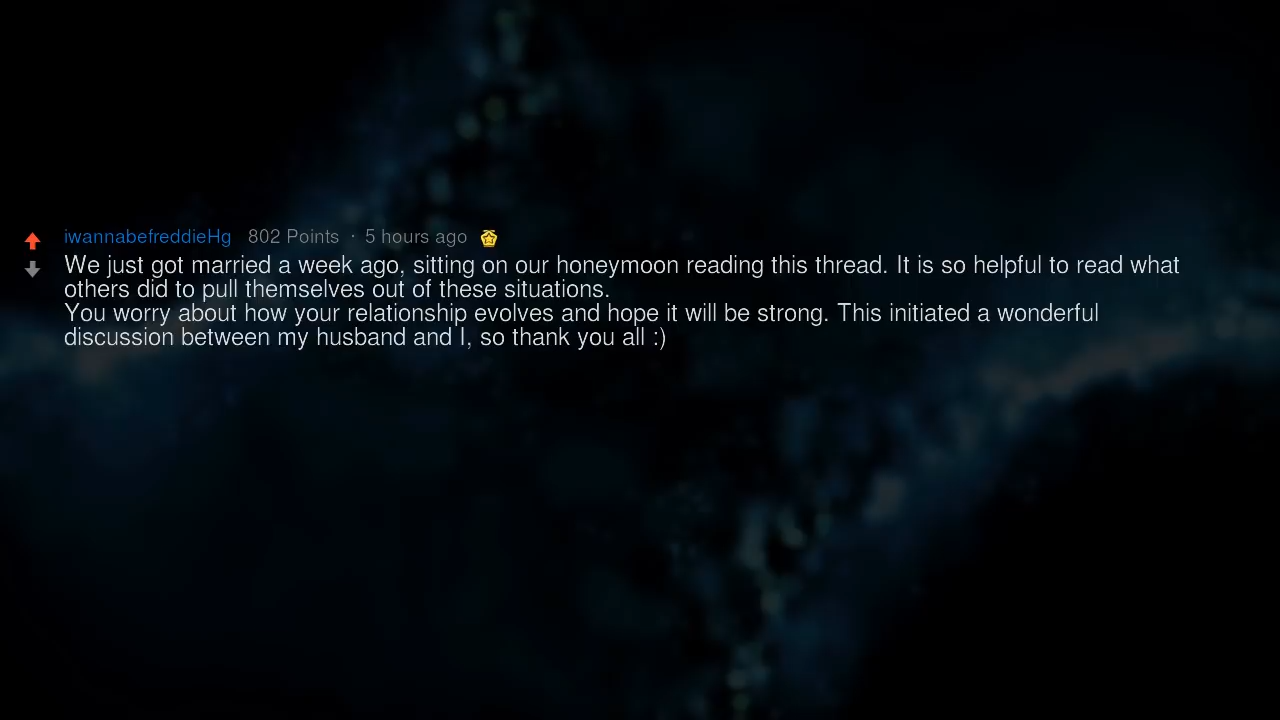 iwannabefreddieHg 802 Points · 5 hours ago
We just got married a week ago, sitting on our honeymoon reading this thread. It is so helpful to read what
others did to pull themselves out of these situations.
You worry about how your relationship evolves and hope it will be strong. This initiated a wonderful
discussion between my husband and I, so thank you all :)